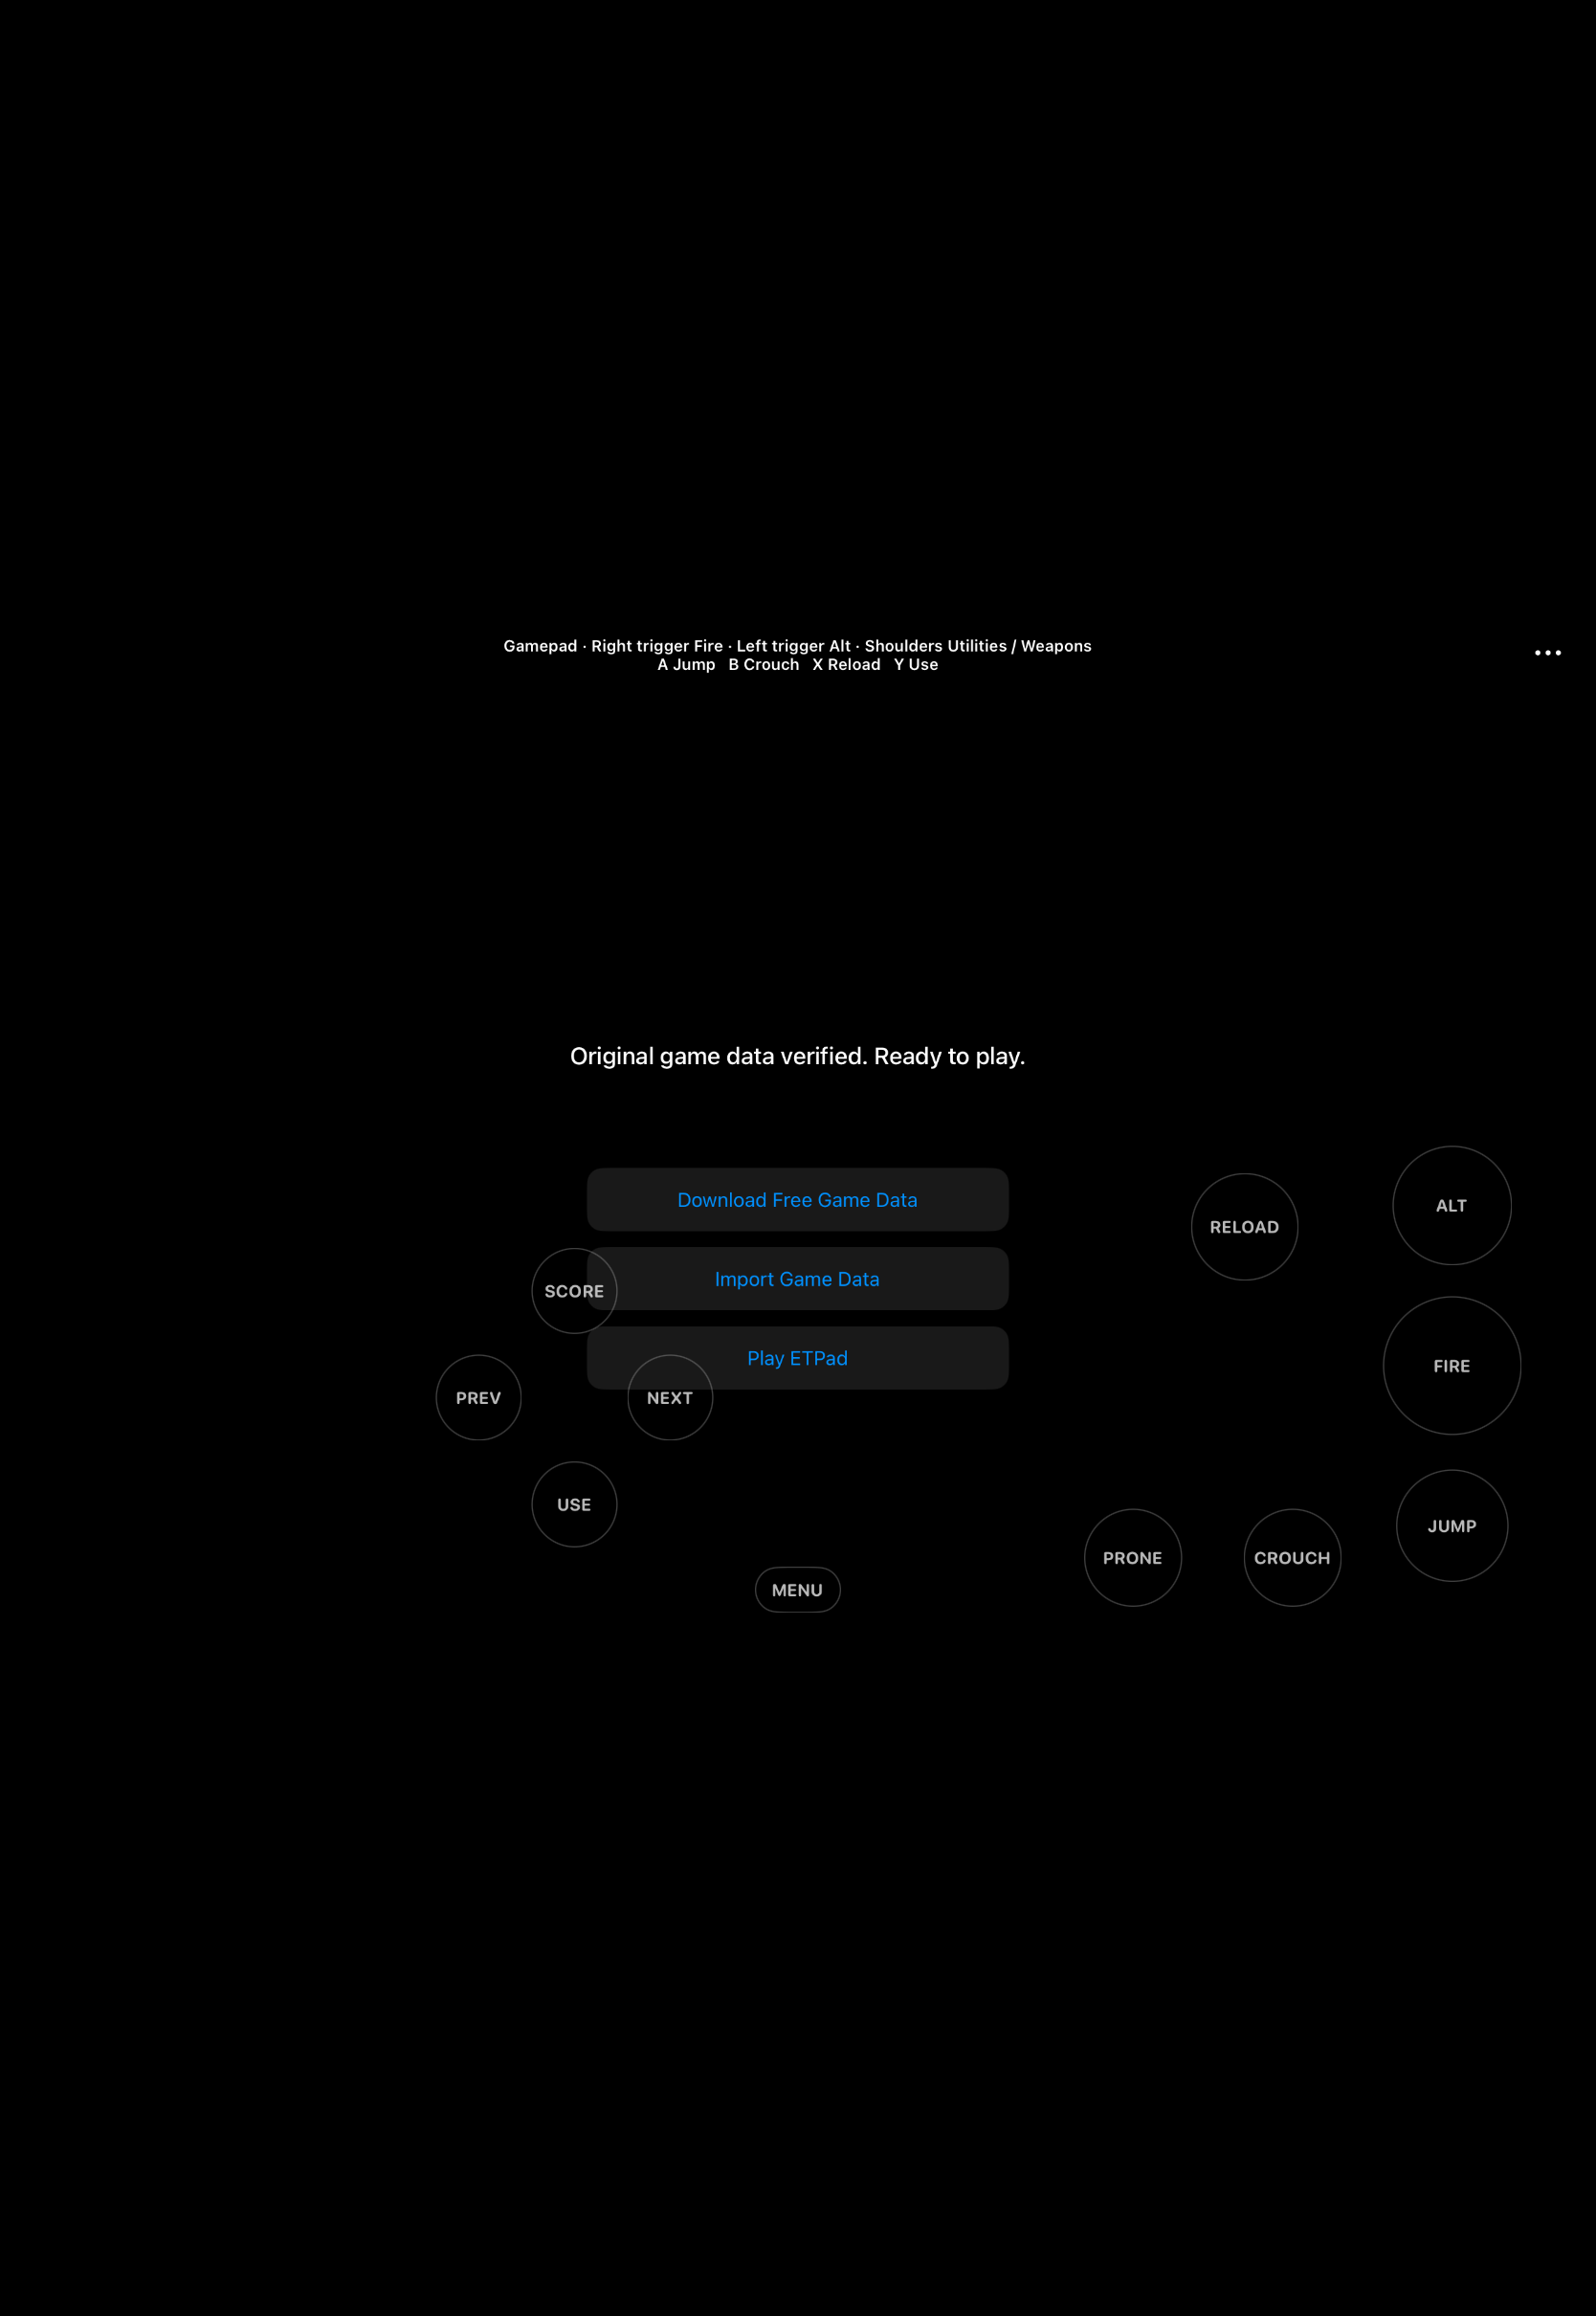 Gamepad · Right trigger Fire · Left trigger Alt · Shoulders Utilities / Weapons
A Jump B Crouch X Reload Y Use
Original game data verified. Ready to play.
Download Free Game Data
ALT
RELOAD
Import Game Data
SCORE
Play ETPad
FIRE
PREV
NEXT
USE
JUMP
PRONE
CROUCH
MENU